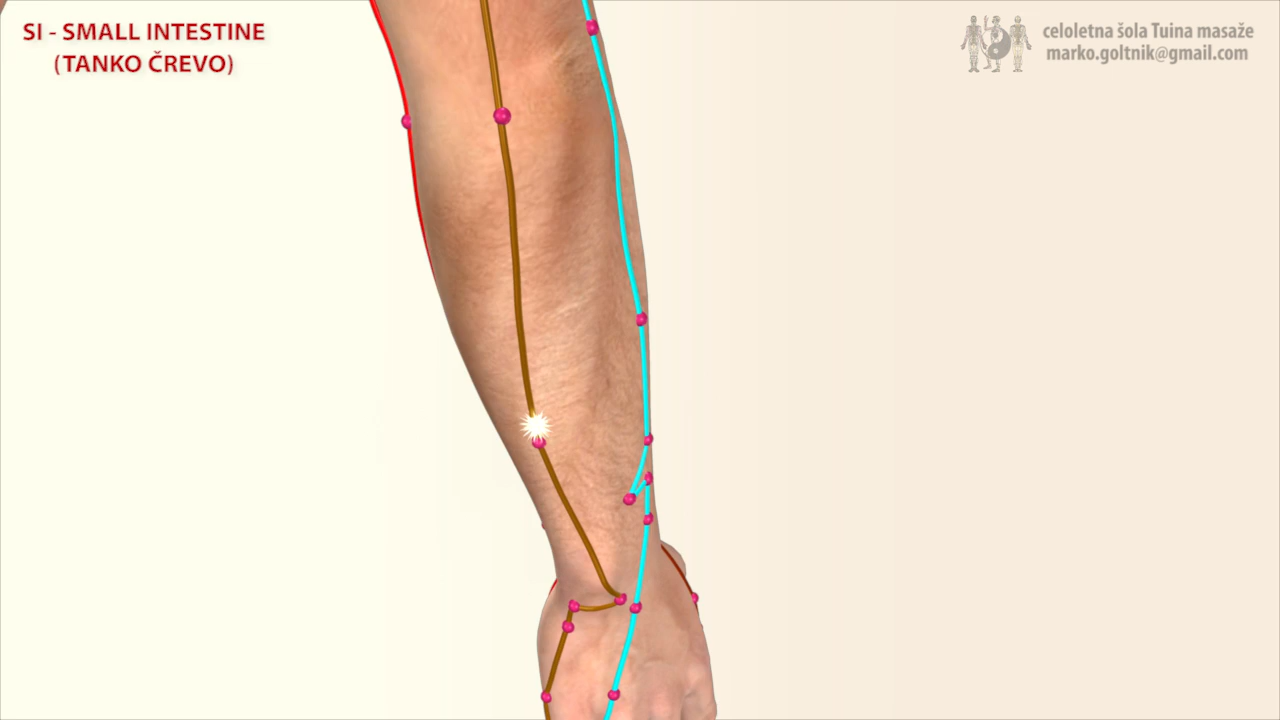 SI - SMALL INTESTINE
(TANKO ČREVO)
celoletna šola Tuina masaže
marko.goltnik@gmail.com